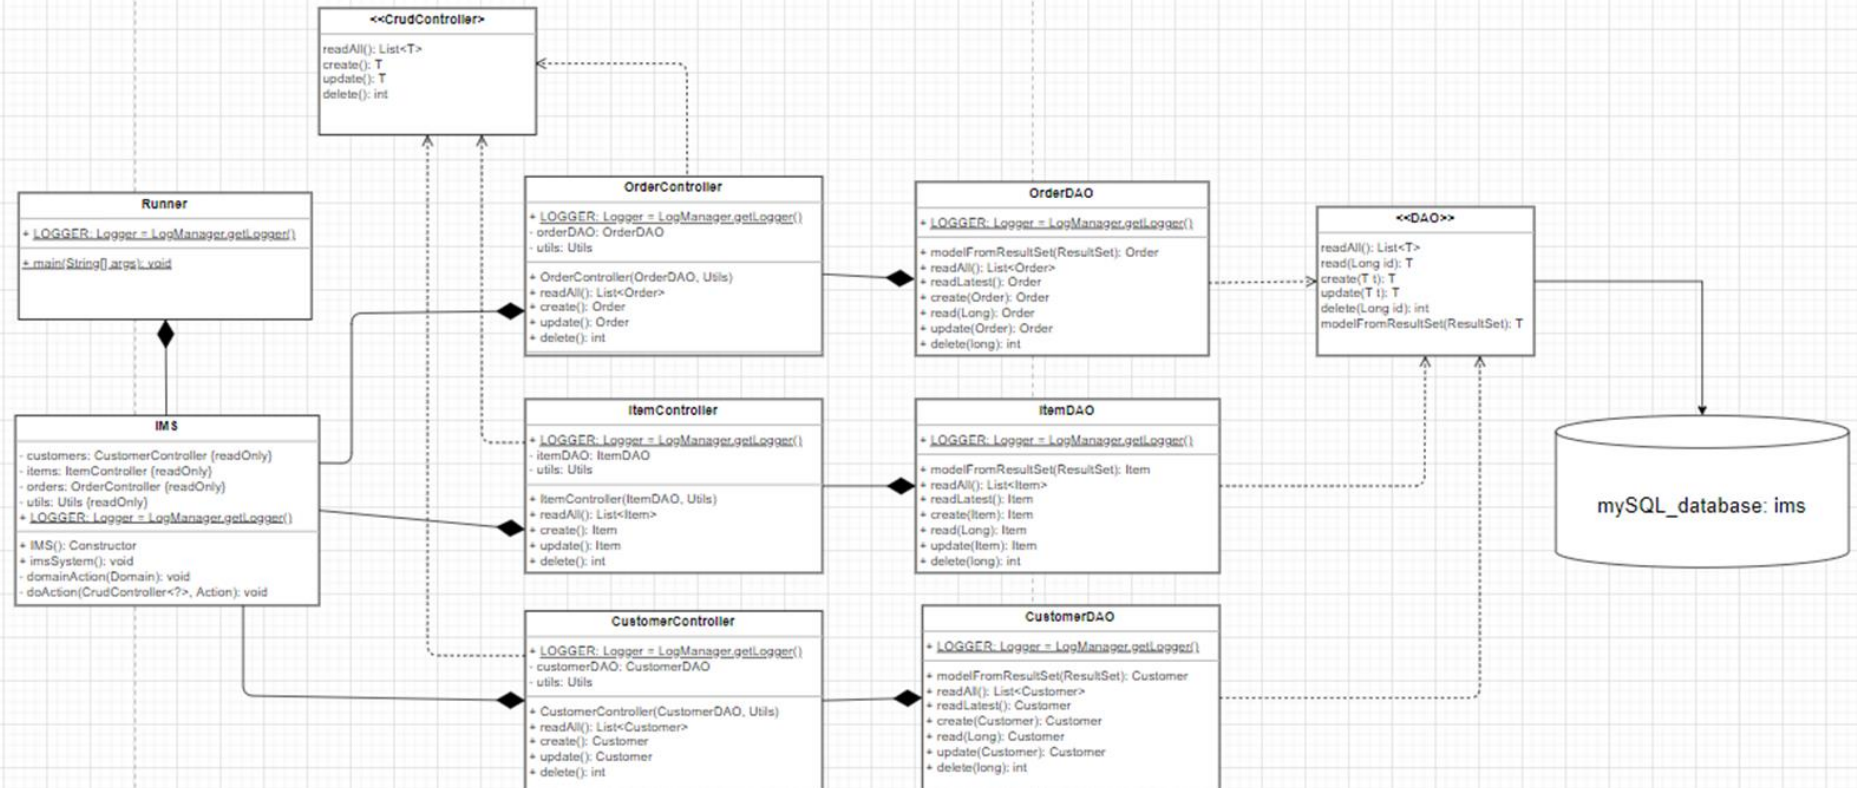 <<CrudController>
readAll(): List<T>
create(): T
update(): T
delete(): int
Runner
+ LOGGER: Logger = LogManager.getLogger()
+ main(String[] args): void
OrderController
+ LOGGER: Logger = LogManager.getLogger()
- orderDAO: OrderDAO
- utils: Utils
+ OrderController(OrderDAO, Utils)
+ readAll(): List<Order>
+ create(): Order
+ update(): Order
+ delete(): int
OrderDAO
+ LOGGER: Logger = LogManager.getLogger()
+ modelFromResultSet(ResultSet): Order
+ readAll(): List<Order>
+ readLatest(): Order
+ create(Order): Order
+ read(Long): Order
+ update(Order): Order
+ delete(long): int
<<DAO>>
readAll(): List<T>
read(Long id): T
create(T t): T
update(T t): T
delete(Long id): int
modelFromResultSet(ResultSet): T
IMS
- customers: CustomerController {readOnly}
- items: ItemController {readOnly}
- orders: OrderController {readOnly}
- utils: Utils {readOnly}
+ LOGGER: Logger = LogManager.getLogger()
+ IMS(): Constructor
+ imsSystem(): void
- domainAction(Domain): void
- doAction(CrudController<?>, Action): void
ItemController
+ LOGGER: Logger = LogManager.getLogger()
- itemDAO: ItemDAO
- utils: Utils
+ ItemController(ItemDAO, Utils)
+ readAll(): List<Item>
+ create(): Item
+ update(): Item
+ delete(): int
ItemDAO
+ LOGGER: Logger = LogManager.getLogger()
+ modelFromResultSet(ResultSet): Item
+ readAll(): List<Item>
+ readLatest(): Item
+ create(Item): Item
+ read(Long): Item
+ update(Item): Item
+ delete(long): int
mySQL_database: ims
CustomerController
+ LOGGER: Logger = LogManager.getLogger()
- customerDAO: CustomerDAO
- utils: Utils
+ CustomerController(CustomerDAO, Utils)
+ readAll(): List<Customer>
+ create(): Customer
+ update(): Customer
+ delete(): int
CustomerDAO
+ LOGGER: Logger = LogManager.getLogger()
+ modelFromResultSet(ResultSet): Customer
+ readAll(): List<Customer>
+ readLatest(): Customer
+ create(Customer): Customer
+ read(Long): Customer
+ update(Customer): Customer
+ delete(long): int